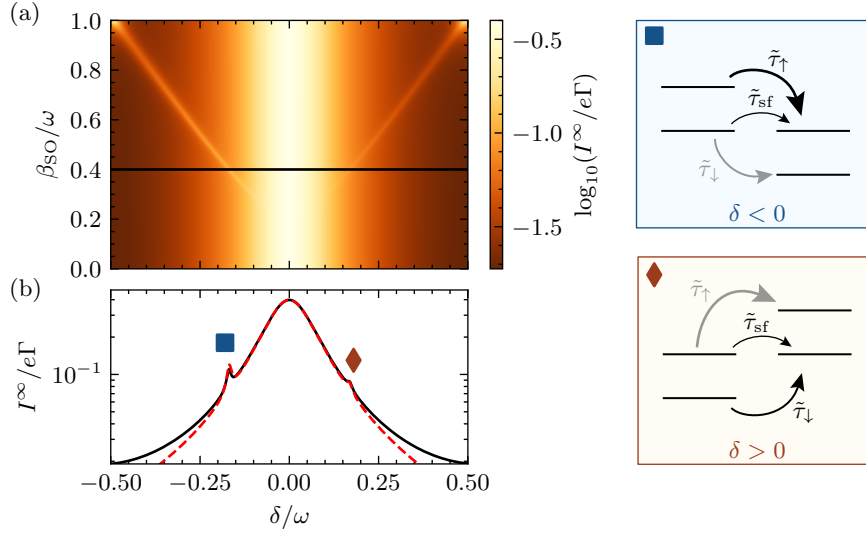 (a)
1.0
0.8
0.6
0.4
0.2
0.0
β_SO/ω
−0.5
−1.0
−1.5
log₁₀(I^∞/eΓ)
(b)
10⁻¹
I^∞/eΓ
−0.50
−0.25
0.00
0.25
0.50
δ/ω
τ̃↑
τ̃_sf
τ̃↓
δ < 0
τ̃↑
τ̃_sf
τ̃↓
δ > 0